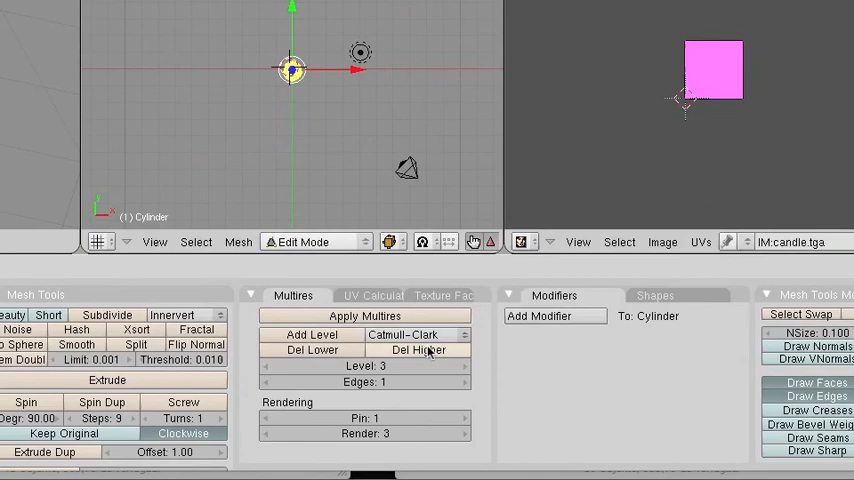 y
x
(1) Cylinder
View Select Mesh Edit Mode
View Select Image UVs IM:candle.tga
Mesh Tools
eauty Short Subdivide Innervert
Noise Hash Xsort Fractal
o Sphere Smooth Split Flip Normal
em Doubl Limit: 0.001 Threshold: 0.010
Extrude
Spin Spin Dup Screw
Degr: 90.00 Steps: 9 Turns: 1
Keep Original Clockwise
Extrude Dup Offset: 1.00
Multires UV Calculat Texture Fac
Apply Multires
Add Level Catmull-Clark
Del Lower Del Higher
Level: 3
Edges: 1
Rendering
Pin: 1
Render: 3
Modifiers Shapes
Add Modifier To: Cylinder
Mesh Tools Mo
Select Swap
NSize: 0.100
Draw Normals
Draw VNormals
Draw Faces
Draw Edges
Draw Creases
Draw Bevel Weig
Draw Seams
Draw Sharp